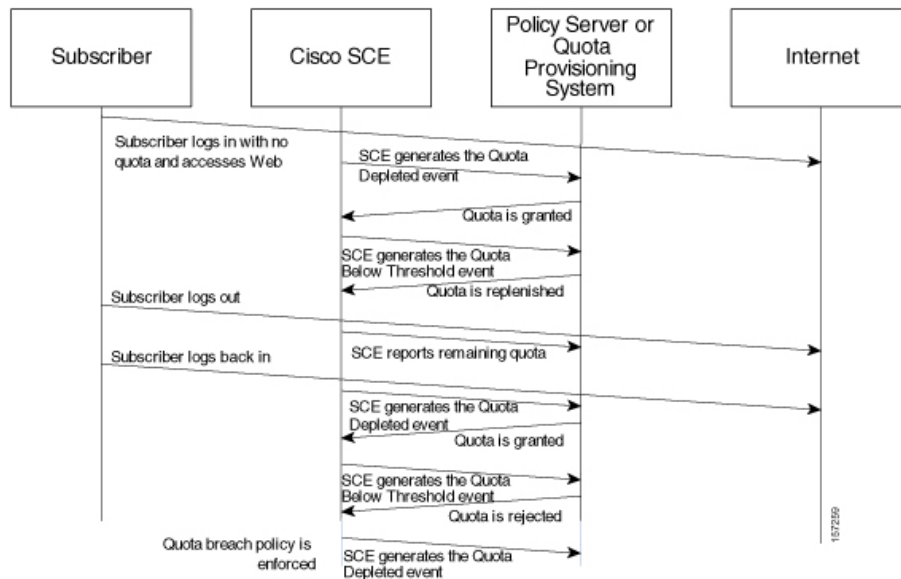 Subscriber
Cisco SCE
Policy Server or
Quota
Provisioning
System
Internet
Subscriber logs in with no
quota and accesses Web
SCE generates the Quota
Depleted event
Quota is granted
SCE generates the Quota
Below Threshold event
Quota is replenished
Subscriber logs out
SCE reports remaining quota
Subscriber logs back in
SCE generates the Quota
Depleted event
Quota is granted
SCE generates the Quota
Below Threshold event
Quota is rejected
Quota breach policy is
enforced
SCE generates the Quota
Depleted event
157259